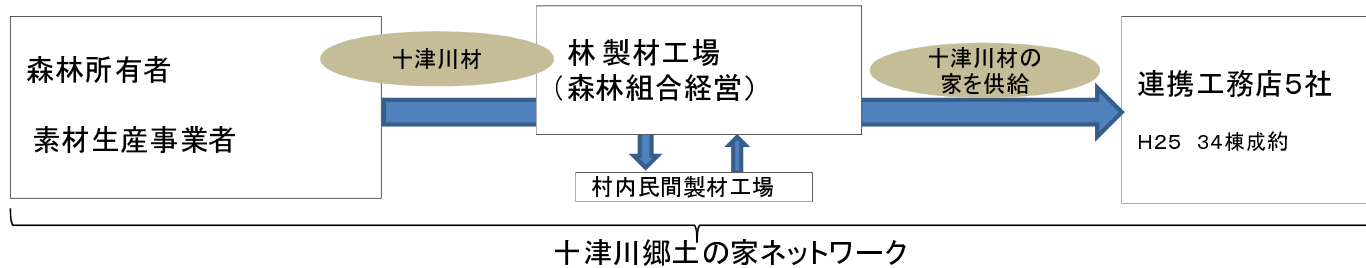 森林所有者
素材生産事業者
十津川材
林 製材工場
(森林組合経営)
村内民間製材工場
十津川材の
家を供給
連携工務店5社
H25 34棟成約
十津川郷土の家ネットワーク